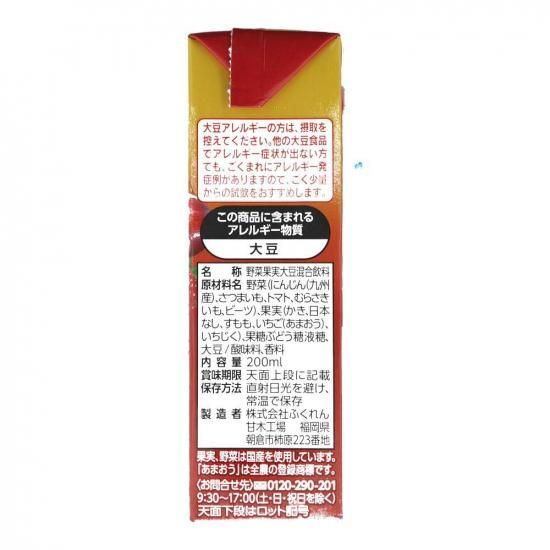 大豆アレルギーの方は、摂取を
控えてください。他の大豆食品
でアレルギー症状が出ない方
でも、ごくまれにアレルギー発
症例がありますので、ごく少量
からの試飲をおすすめします。
この商品に含まれる
アレルギー物質
大豆
名 称 野菜果実大豆混合飲料
原材料名 野菜(にんじん(九州
産)、さつまいも、トマト、むらさき
いも、ビーツ)、果実(かき、日本
なし、すもも、いちご(あまおう)、
いちじく)、果糖ぶどう糖液糖、
大豆/酸味料、香料
内容量 200ml
賞味期限 天面上段に記載
保存方法 直射日光を避け、
常温で保存
製造者 株式会社ふくれん
甘木工場 福岡県
朝倉市柿原223番地
果実、野菜は国産を使用しています。
「あまおう」は全農の登録商標です。
〈お問合せ先〉0120-290-201
9:30~17:00(土・日・祝日を除く)
天面下段はロット記号